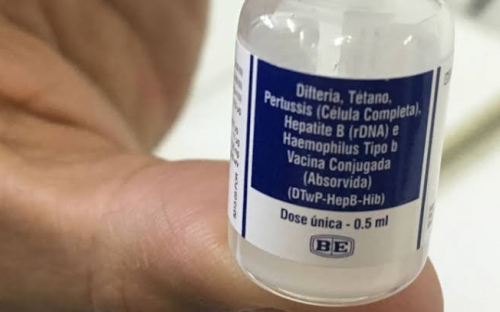 Difteria, Tétano,
Pertussis (Célula Completa),
Hepatite B (rDNA) e
Haemophilus Tipo b
Vacina Conjugada
(Absorvida)
(DTwP-HepB-Hib)
Dose única - 0.5 ml
BE